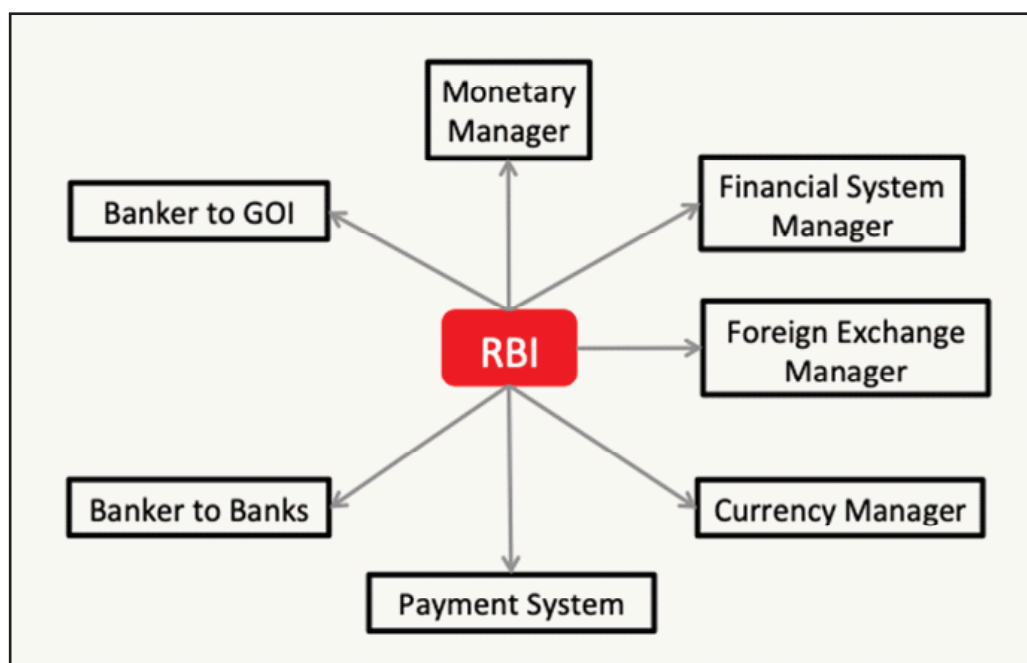 Monetary
Manager
Financial System
Manager
Banker to GOI
Foreign Exchange
Manager
RBI
Banker to Banks
Currency Manager
Payment System